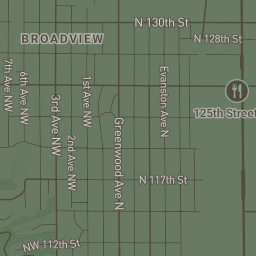 N 130th St
N 128th St
BROADVIEW
7th Ave NW
6th Ave NW
3rd Ave NW
1st Ave NW
2nd Ave NW
Greenwood Ave N
Evanston Ave N
125th Street
N 117th St
NW 112th St